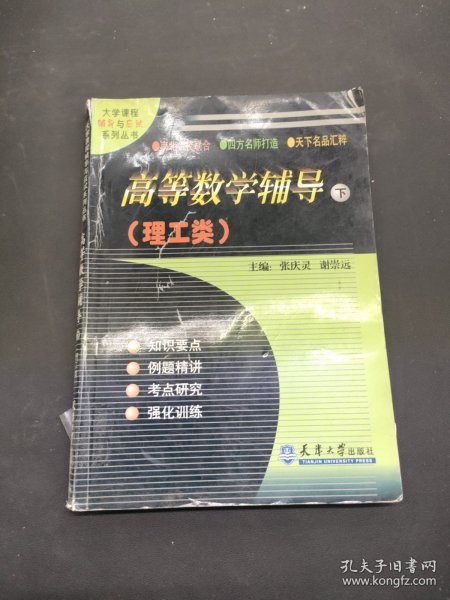 大学课程
辅导与应试
系列丛书
●四方名师打造
●天下名品汇粹
高等数学辅导 下
（理工类）
主编：张庆灵 谢崇远
知识要点
例题精讲
考点研究
强化训练
天津大学出版社
TIANJIN UNIVERSITY PRESS
孔夫子旧书网
www.kongfz.com